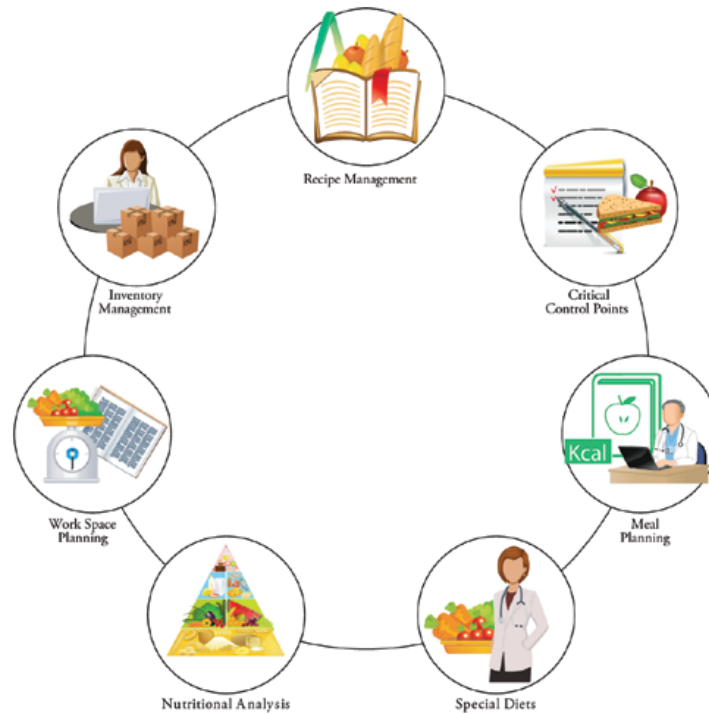 Recipe Management
Inventory
Management
Critical
Control Points
Kcal
Work Space
Planning
Meal
Planning
Nutritional Analysis
Special Diets